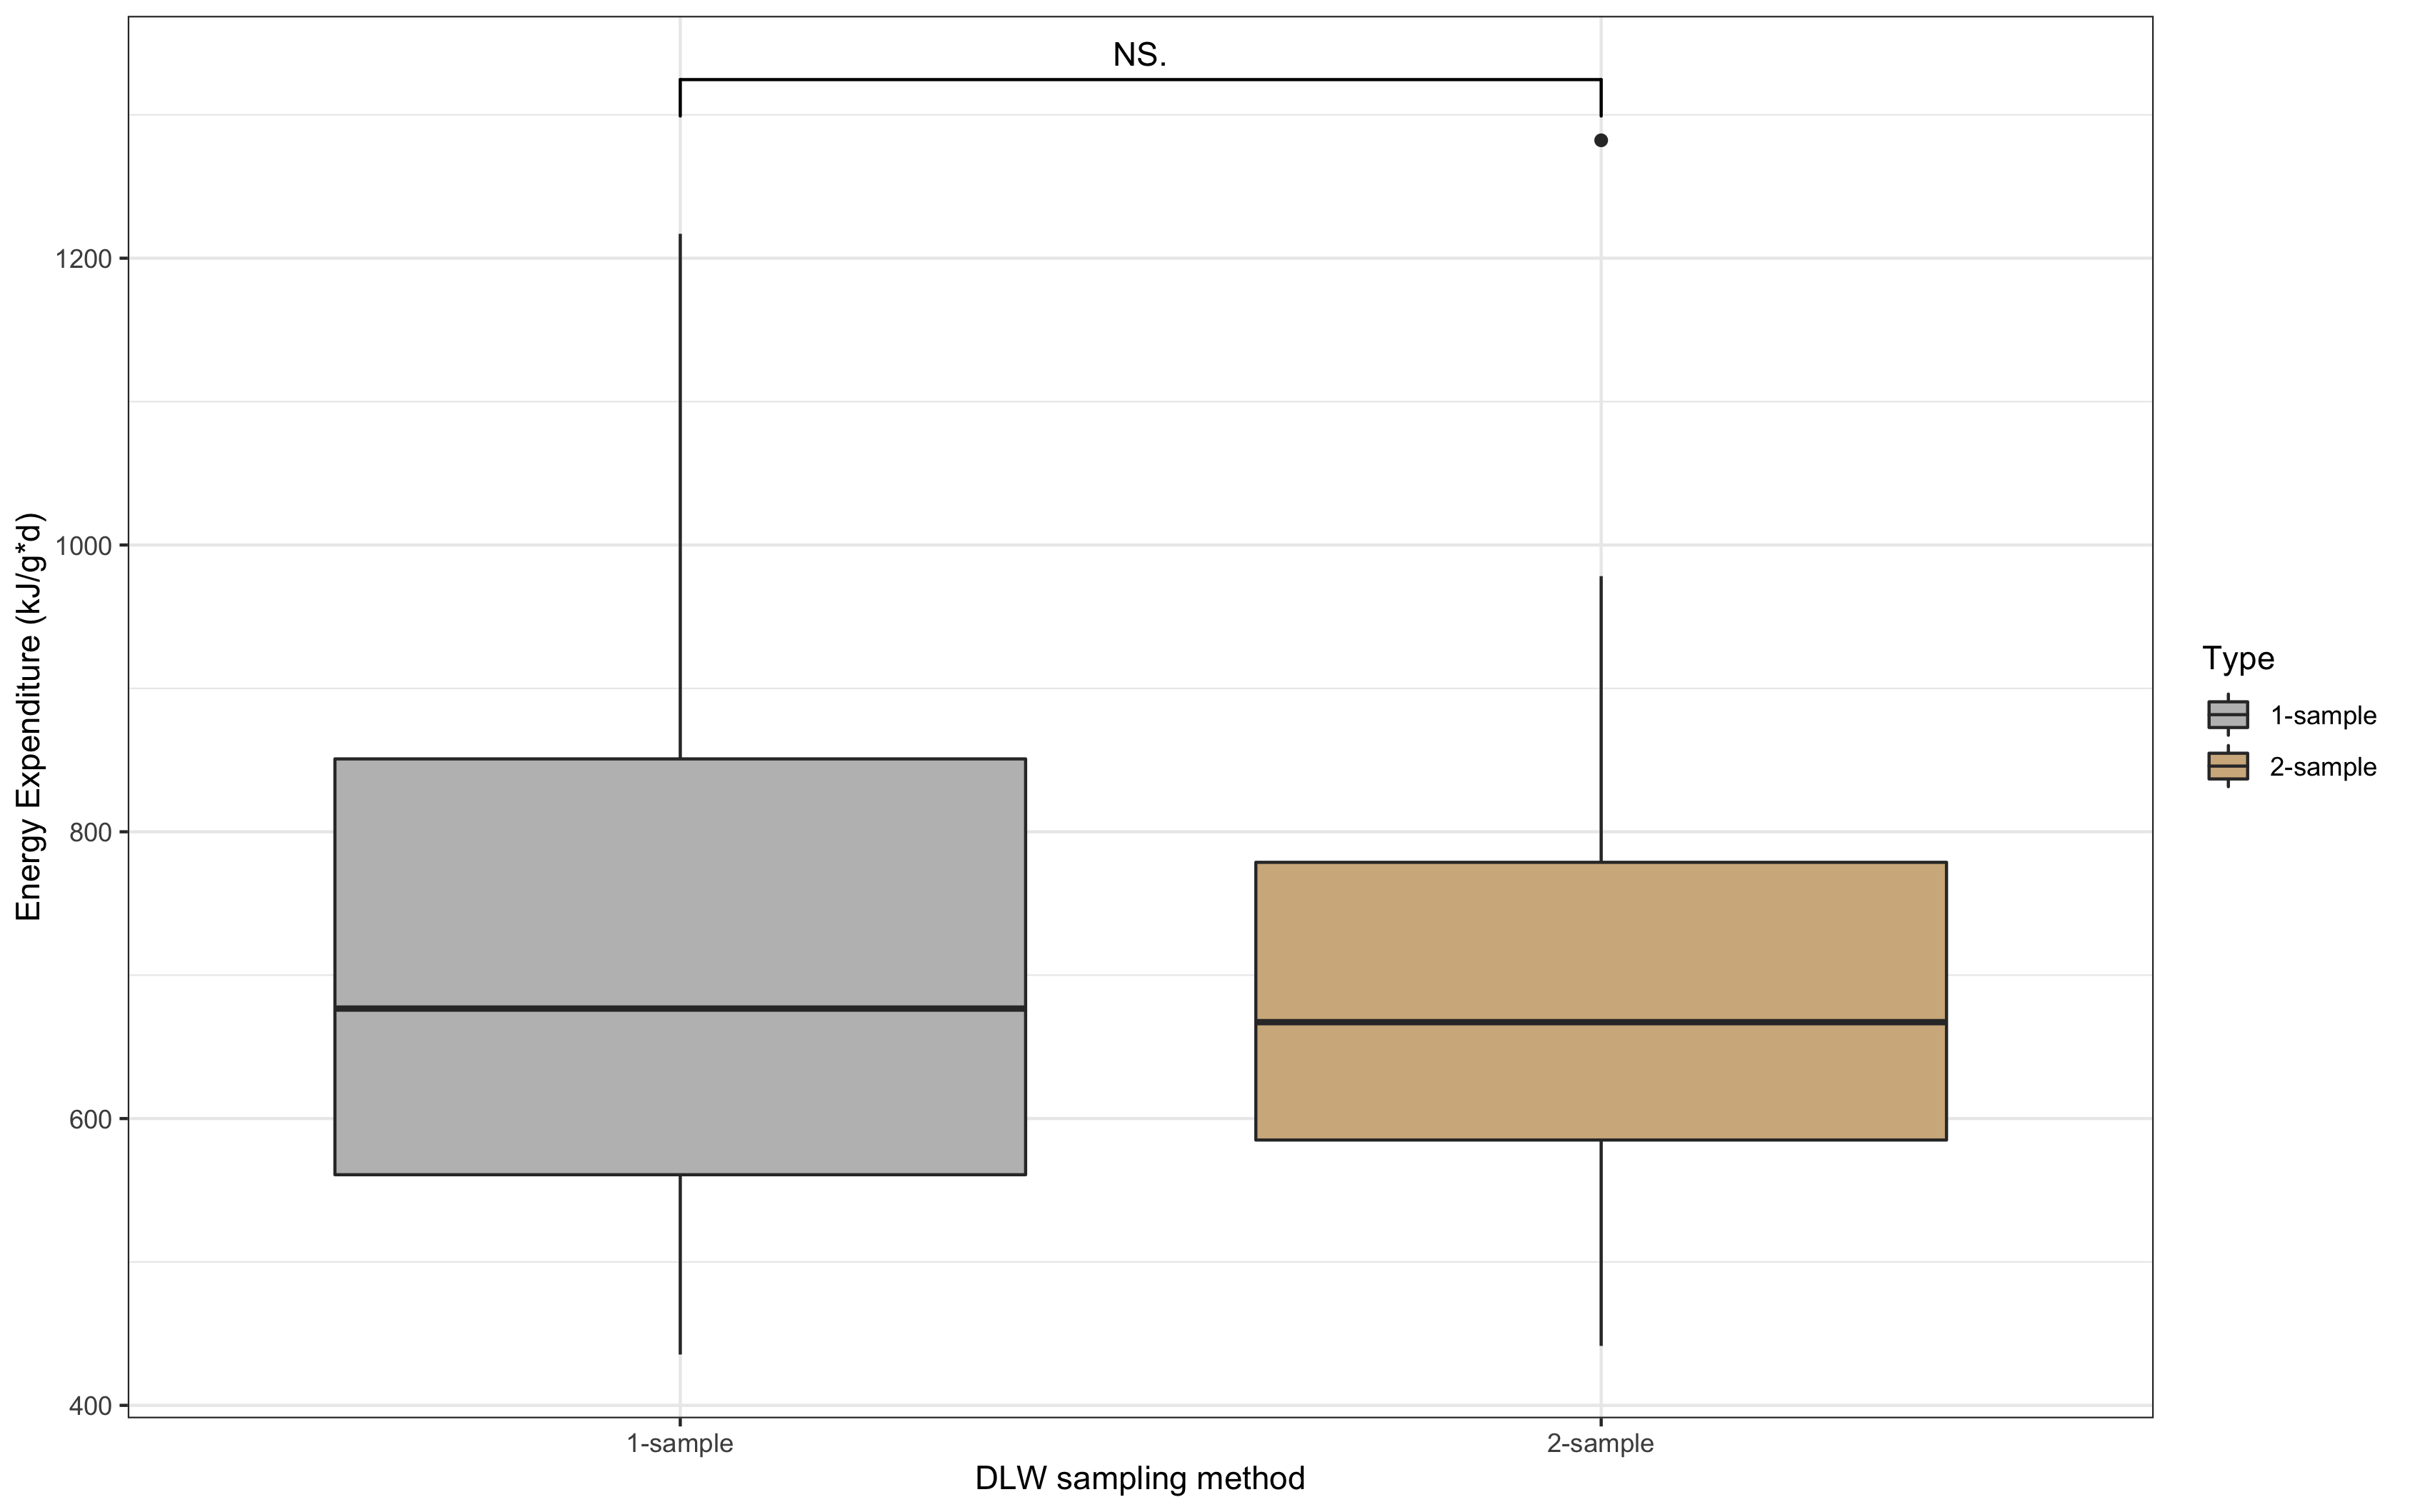 NS.
1200
1000
800
600
400
Energy Expenditure (kJ/g*d)
1-sample
2-sample
DLW sampling method
Type
1-sample
2-sample